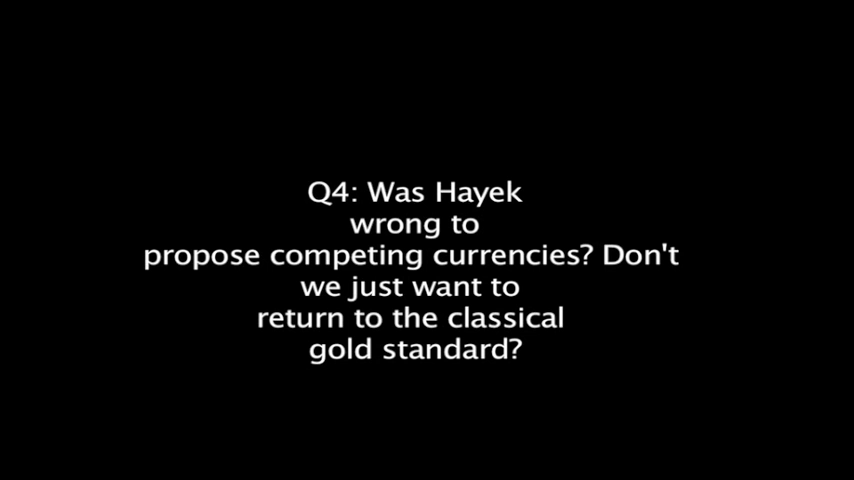 Q4: Was Hayek
wrong to
propose competing currencies? Don't
we just want to
return to the classical
gold standard?